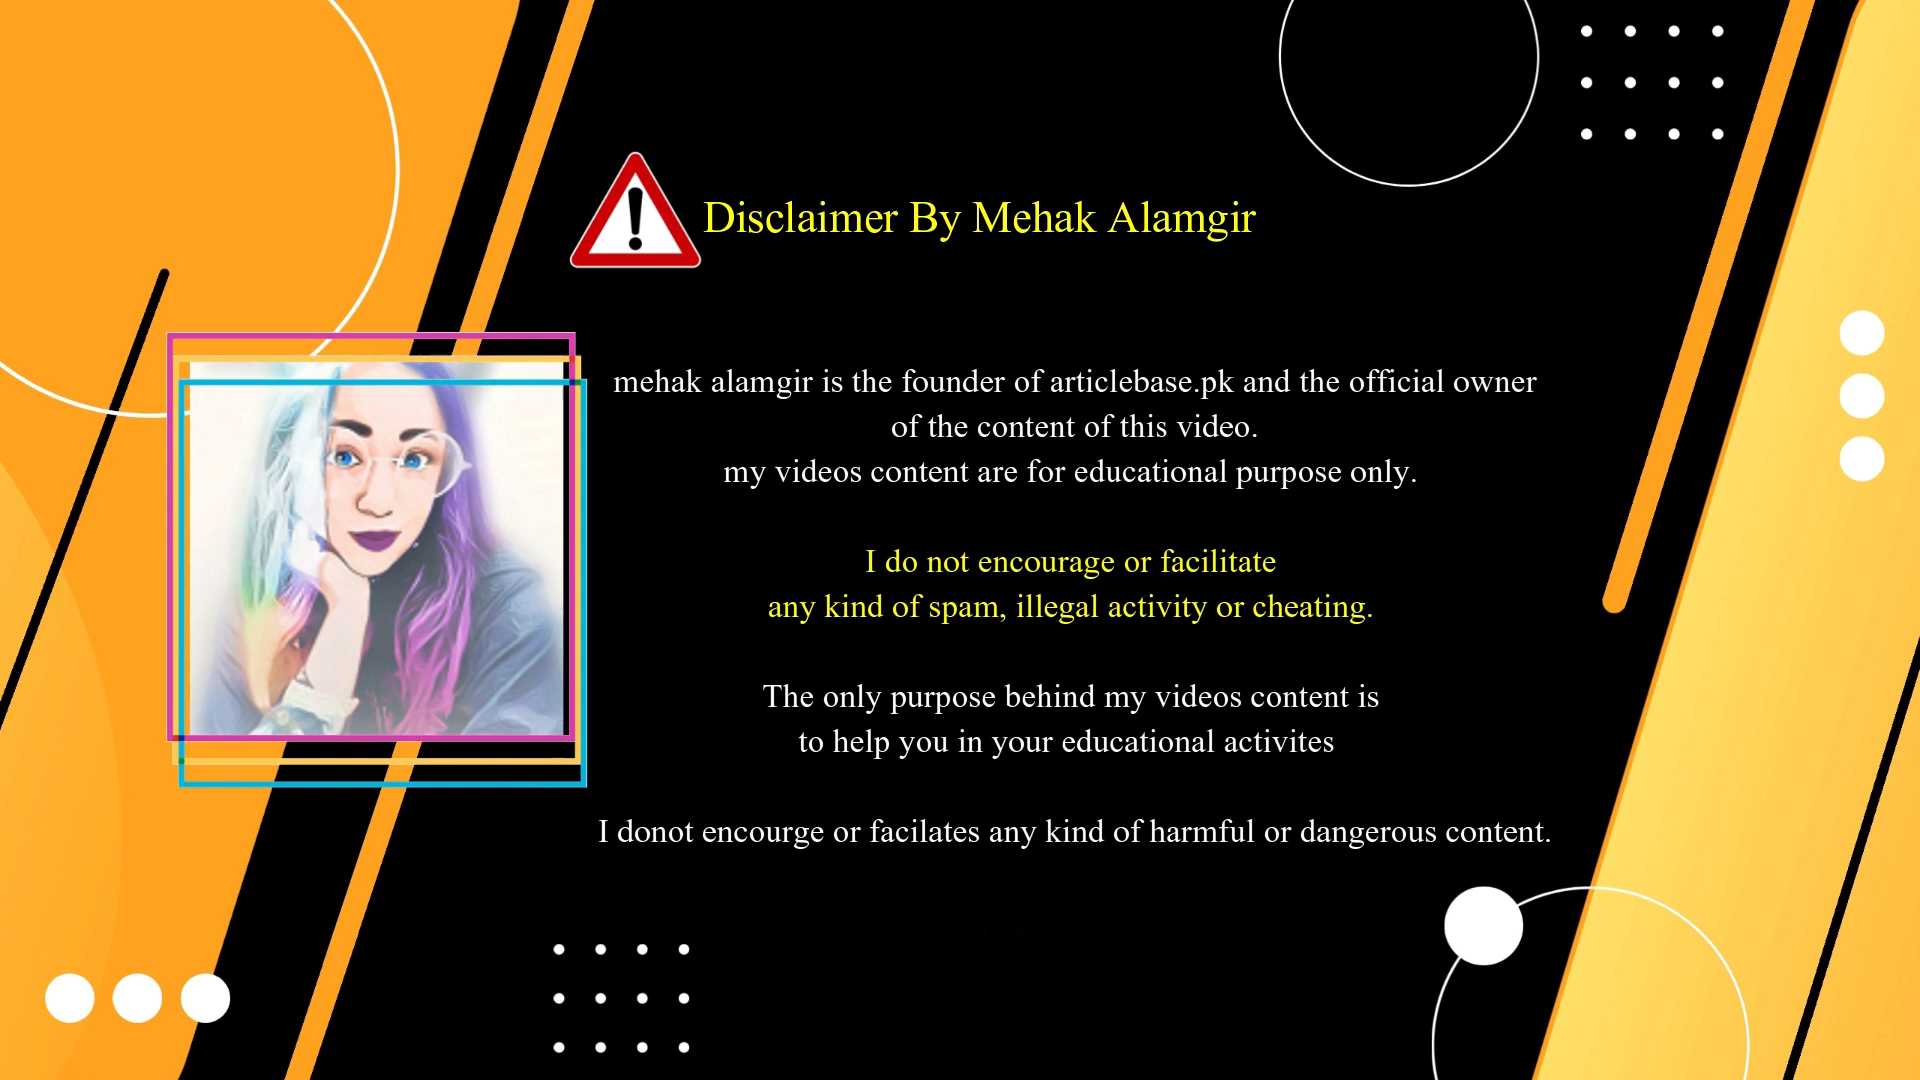 Disclaimer By Mehak Alamgir
mehak alamgir is the founder of articlebase.pk and the official owner
of the content of this video.
my videos content are for educational purpose only.
I do not encourage or facilitate
any kind of spam, illegal activity or cheating.
The only purpose behind my videos content is
to help you in your educational activites
I donot encourge or facilates any kind of harmful or dangerous content.